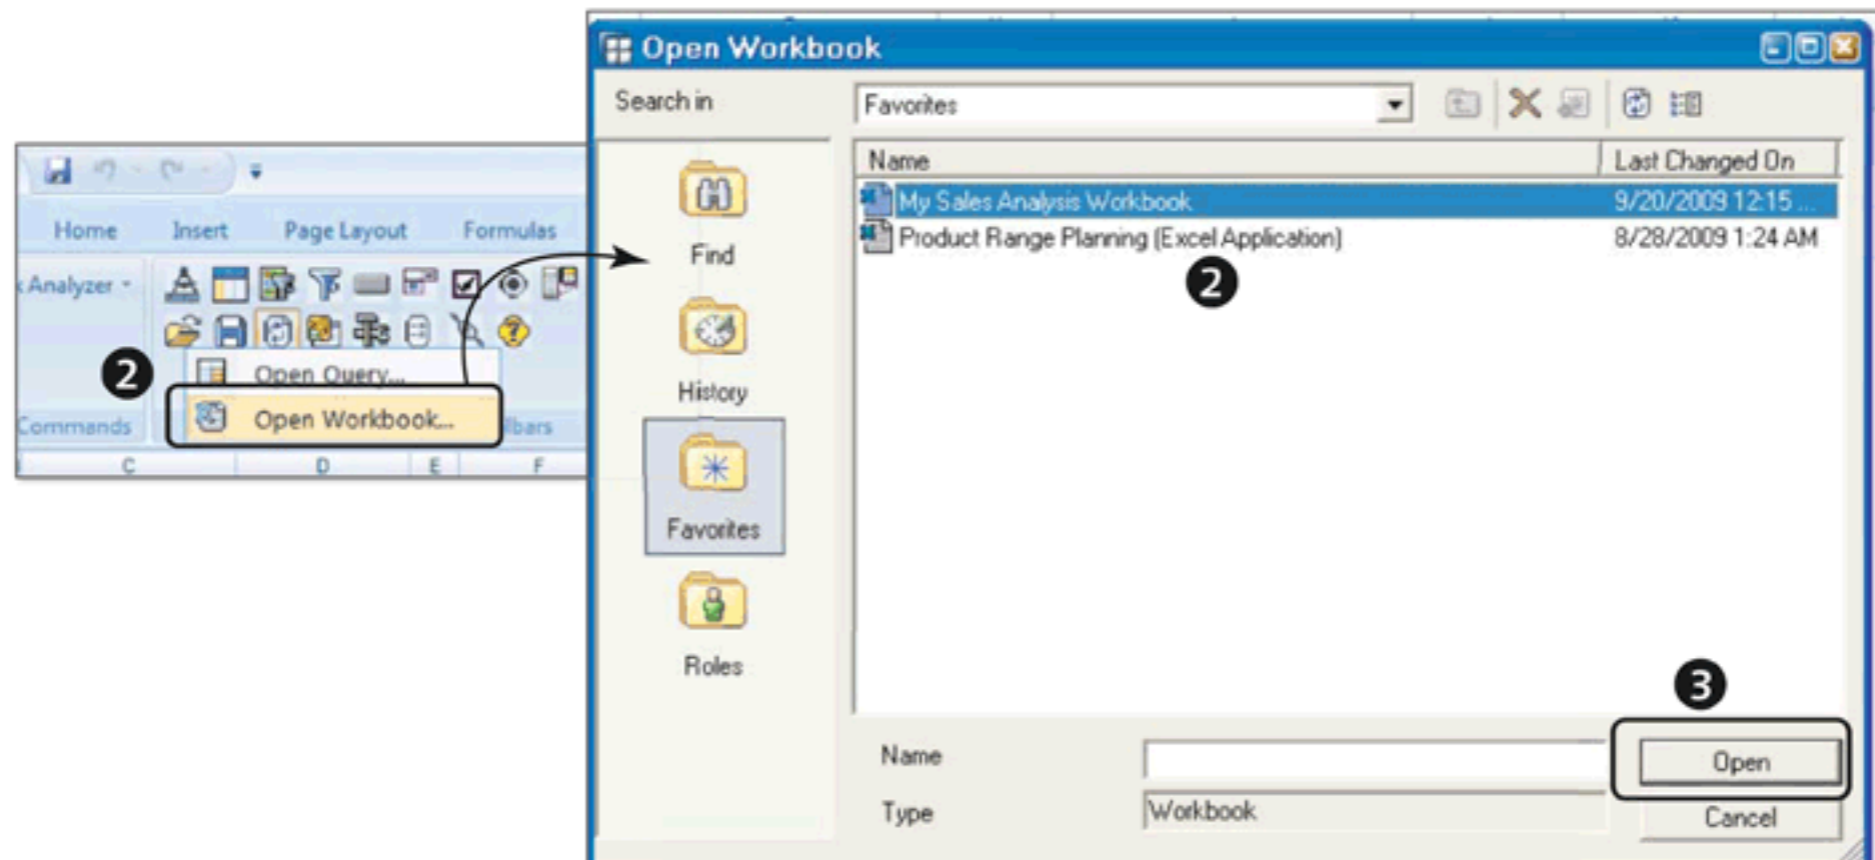 Home Insert Page Layout Formulas
Analyzer
2
Open Query...
Open Workbook...
Commands
C D E F
Open Workbook
Search in Favorites
Find
History
Favorites
Roles
Name Last Changed On
My Sales Analysis Workbook 9/20/2009 12:15 ...
Product Range Planning (Excel Application) 8/28/2009 1:24 AM
2
3
Name
Open
Type Workbook
Cancel